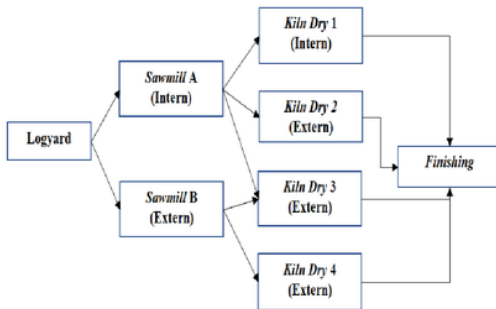 Logyard
Sawmill A
(Intern)
Sawmill B
(Extern)
Kiln Dry 1
(Intern)
Kiln Dry 2
(Extern)
Kiln Dry 3
(Extern)
Kiln Dry 4
(Extern)
Finishing